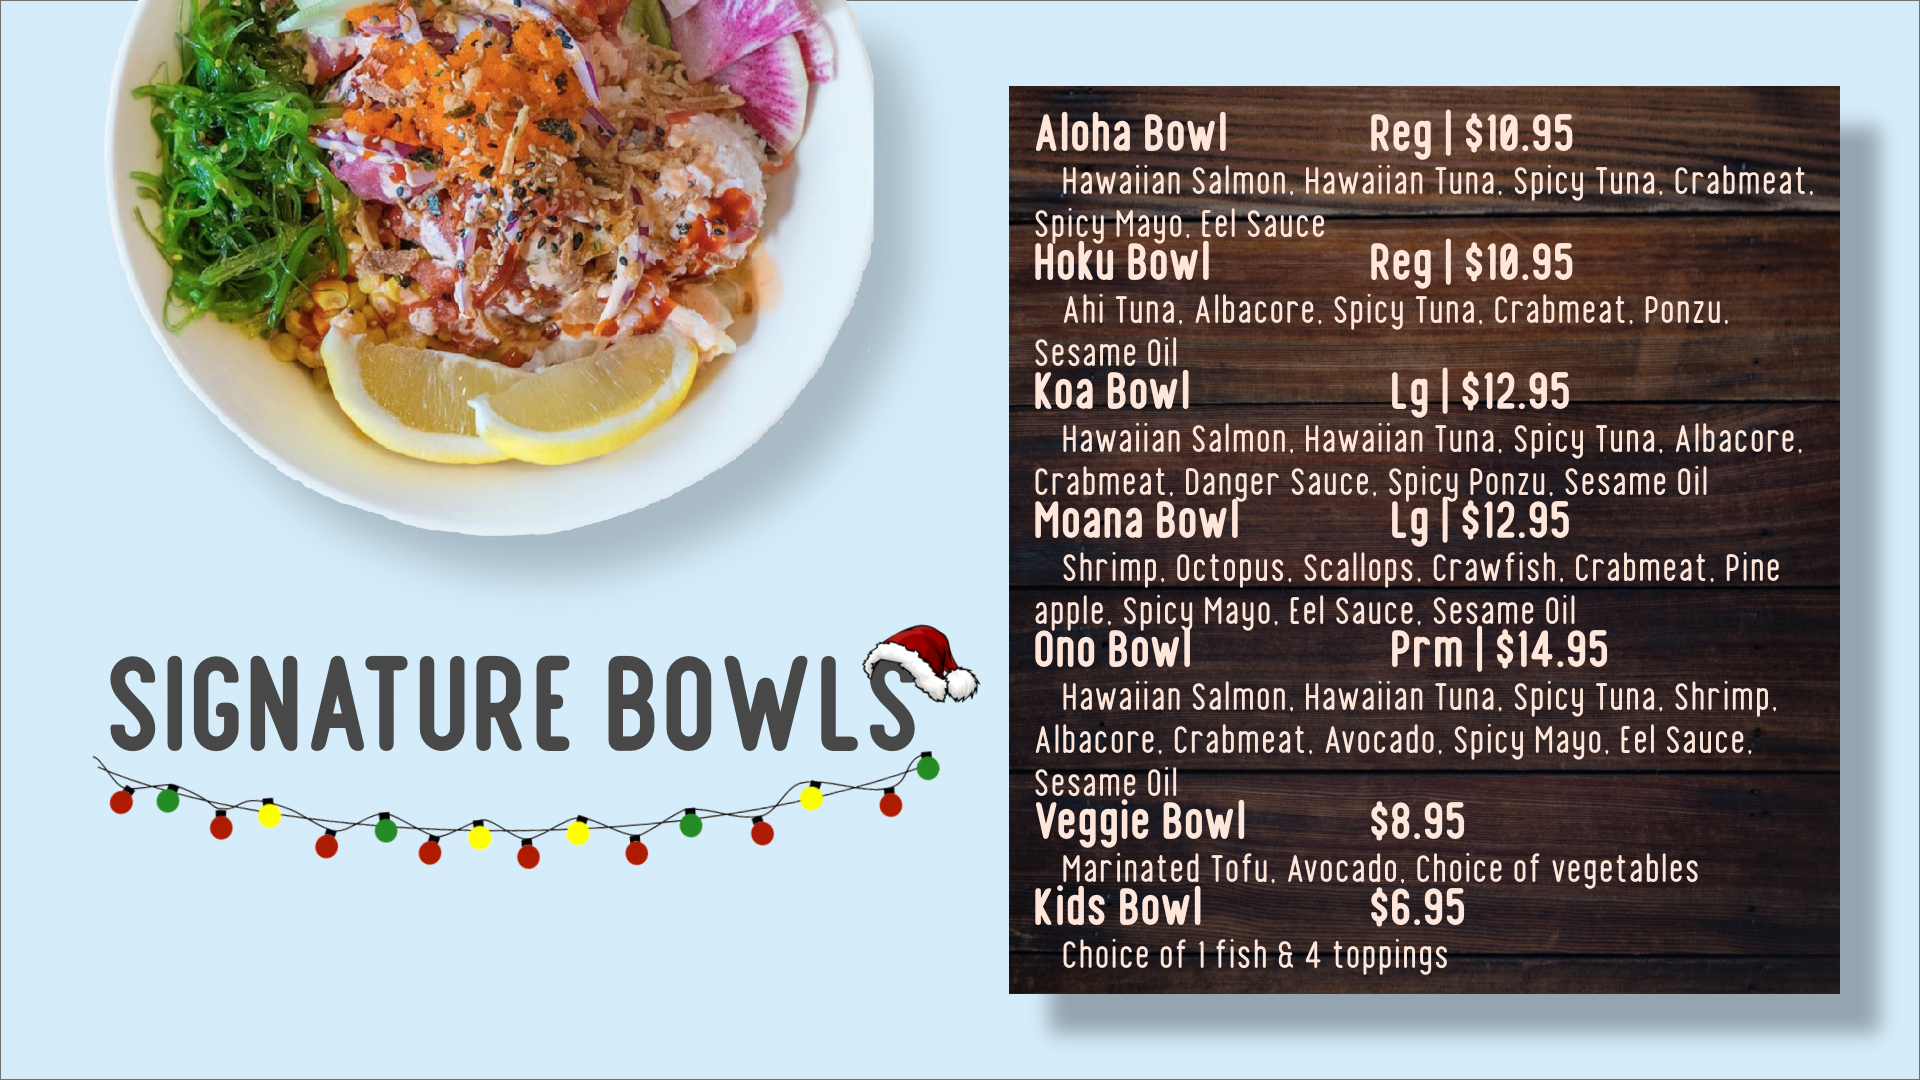 SIGNATURE BOWLS
Aloha Bowl Reg | $10.95
Hawaiian Salmon, Hawaiian Tuna, Spicy Tuna, Crabmeat,
Spicy Mayo, Eel Sauce
Hoku Bowl Reg | $10.95
Ahi Tuna, Albacore, Spicy Tuna, Crabmeat, Ponzu,
Sesame Oil
Koa Bowl Lg | $12.95
Hawaiian Salmon, Hawaiian Tuna, Spicy Tuna, Albacore,
Crabmeat, Danger Sauce, Spicy Ponzu, Sesame Oil
Moana Bowl Lg | $12.95
Shrimp, Octopus, Scallops, Crawfish, Crabmeat, Pine
apple, Spicy Mayo, Eel Sauce, Sesame Oil
Ono Bowl Prm | $14.95
Hawaiian Salmon, Hawaiian Tuna, Spicy Tuna, Shrimp,
Albacore, Crabmeat, Avocado, Spicy Mayo, Eel Sauce,
Sesame Oil
Veggie Bowl $8.95
Marinated Tofu, Avocado, Choice of vegetables
Kids Bowl $6.95
Choice of 1 fish & 4 toppings